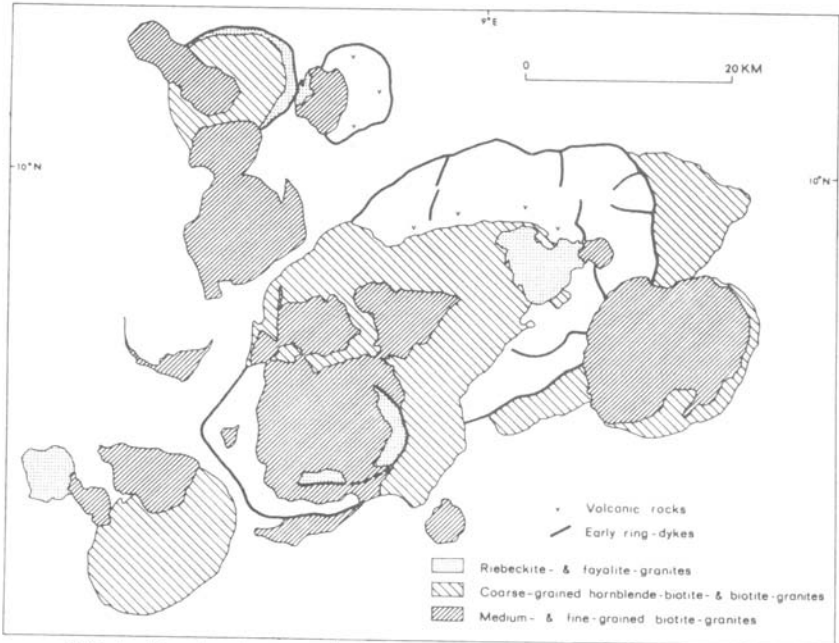 9°E
0 20 KM
10°N 10°N
Volcanic rocks
Early ring-dykes
Riebeckite- & fayalite-granites
Coarse-grained hornblende-biotite- & biotite-granites
Medium- & fine-grained biotite-granites